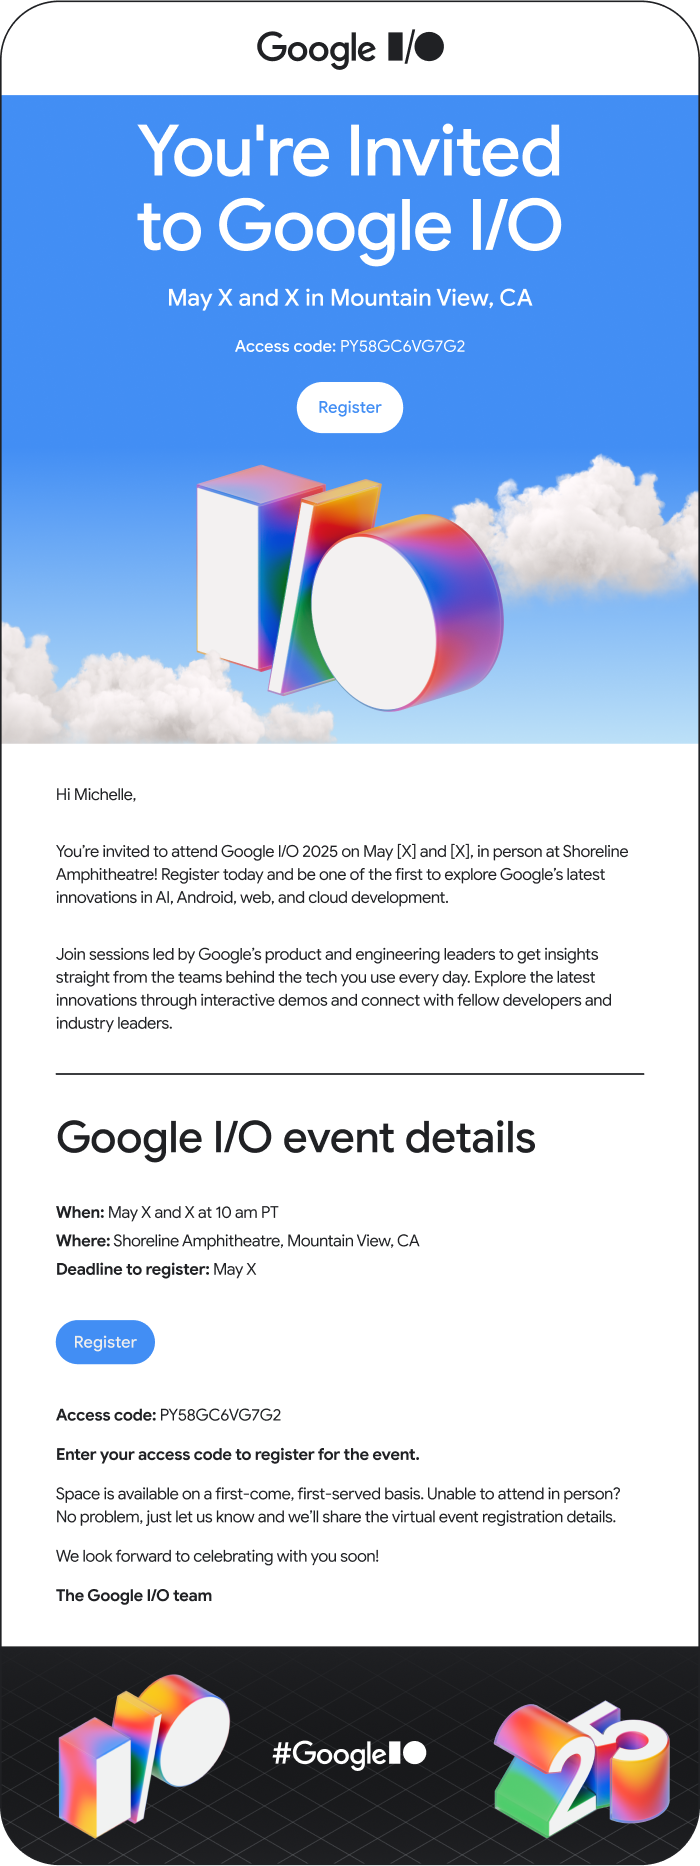 Google I/O
You're Invited
to Google I/O
May X and X in Mountain View, CA
Access code: PY58GC6VG7G2
Register
Hi Michelle,
You’re invited to attend Google I/O 2025 on May [X] and [X], in person at Shoreline
Amphitheatre! Register today and be one of the first to explore Google’s latest
innovations in AI, Android, web, and cloud development.
Join sessions led by Google’s product and engineering leaders to get insights
straight from the teams behind the tech you use every day. Explore the latest
innovations through interactive demos and connect with fellow developers and
industry leaders.
Google I/O event details
When: May X and X at 10 am PT
Where: Shoreline Amphitheatre, Mountain View, CA
Deadline to register: May X
Register
Access code: PY58GC6VG7G2
Enter your access code to register for the event.
Space is available on a first-come, first-served basis. Unable to attend in person?
No problem, just let us know and we’ll share the virtual event registration details.
We look forward to celebrating with you soon!
The Google I/O team
I/O
#GoogleIO
25